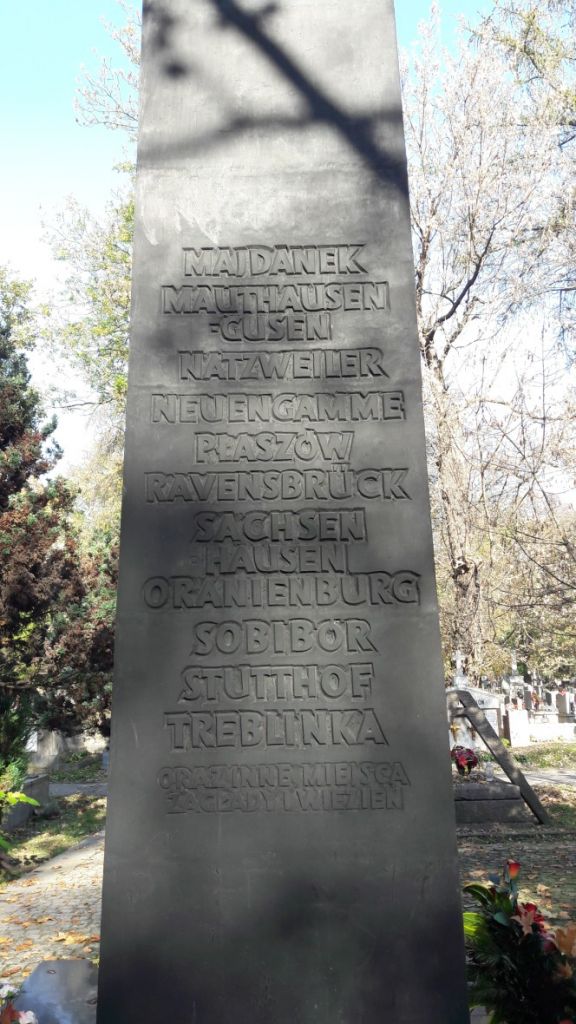 MAJDANEK
MAUTHAUSEN
-GUSEN
NATZWEILER
NEUENGAMME
PŁASZÓW
RAVENSBRÜCK
SACHSEN
-HAUSEN
ORANIENBURG
SOBIBÓR
STUTTHOF
TREBLINKA
ORAZ INNE MIEJSCA
ZAGŁADY I WIĘZIEŃ